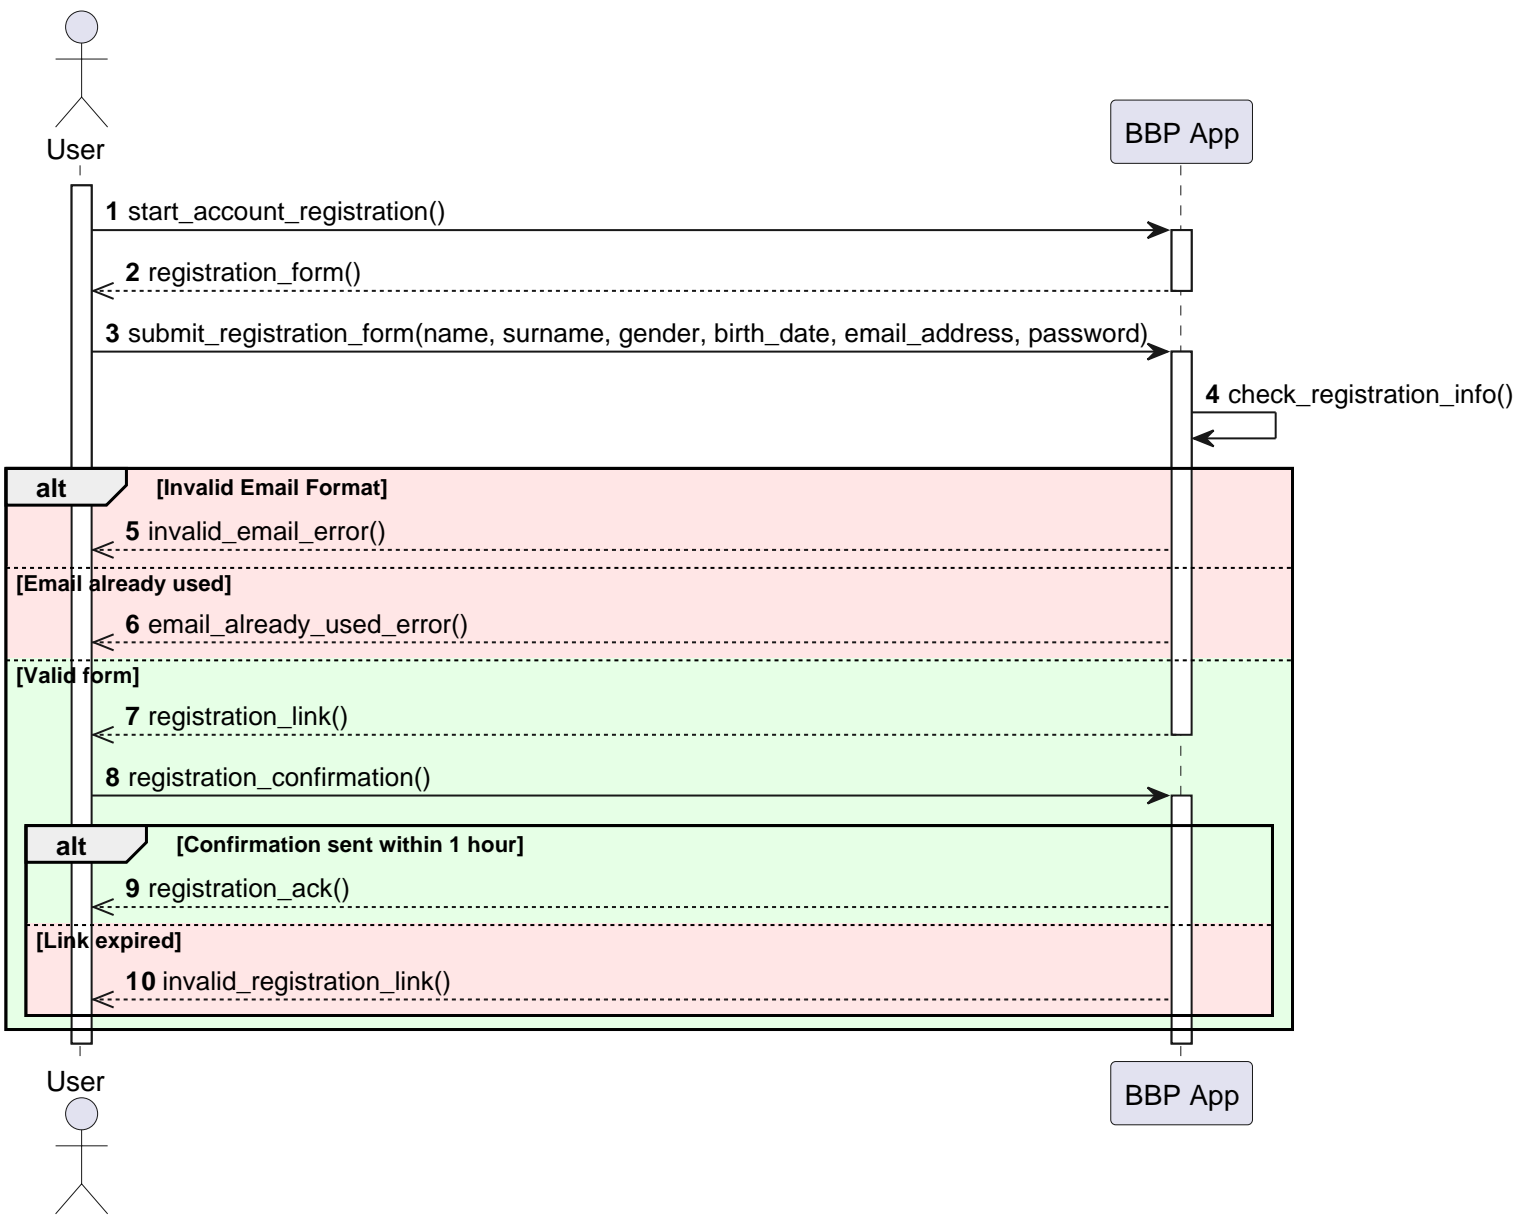 User
BBP App
1 start_account_registration()
2 registration_form()
3 submit_registration_form(name, surname, gender, birth_date, email_address, password)
4 check_registration_info()
alt [Invalid Email Format]
5 invalid_email_error()
[Email already used]
6 email_already_used_error()
[Valid form]
7 registration_link()
8 registration_confirmation()
alt [Confirmation sent within 1 hour]
9 registration_ack()
[Link expired]
10 invalid_registration_link()
User
BBP App